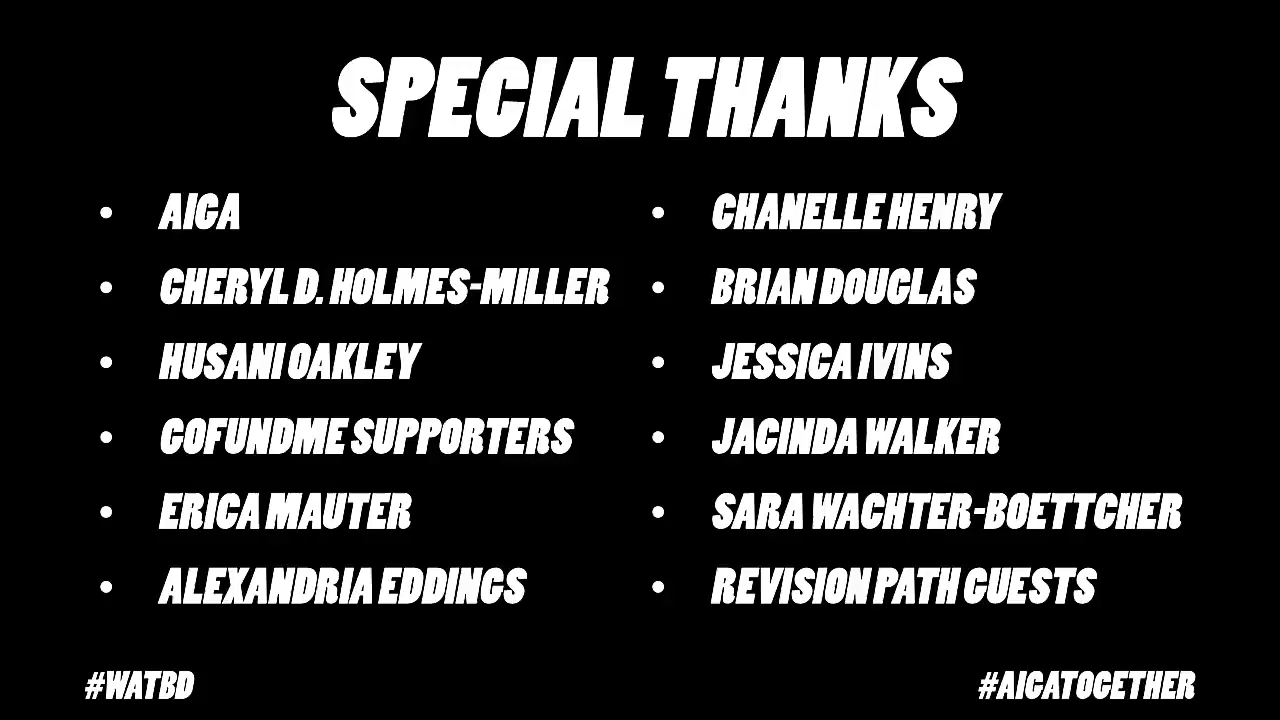 SPECIAL THANKS
• AIGA
• CHERYL D. HOLMES-MILLER
• HUSANI OAKLEY
• GOFUNDME SUPPORTERS
• ERICA MAUTER
• ALEXANDRIA EDDINGS
• CHANELLE HENRY
• BRIAN DOUGLAS
• JESSICA IVINS
• JACINDA WALKER
• SARA WACHTER-BOETTCHER
• REVISION PATH GUESTS
#WATBD
#AIGATOGETHER